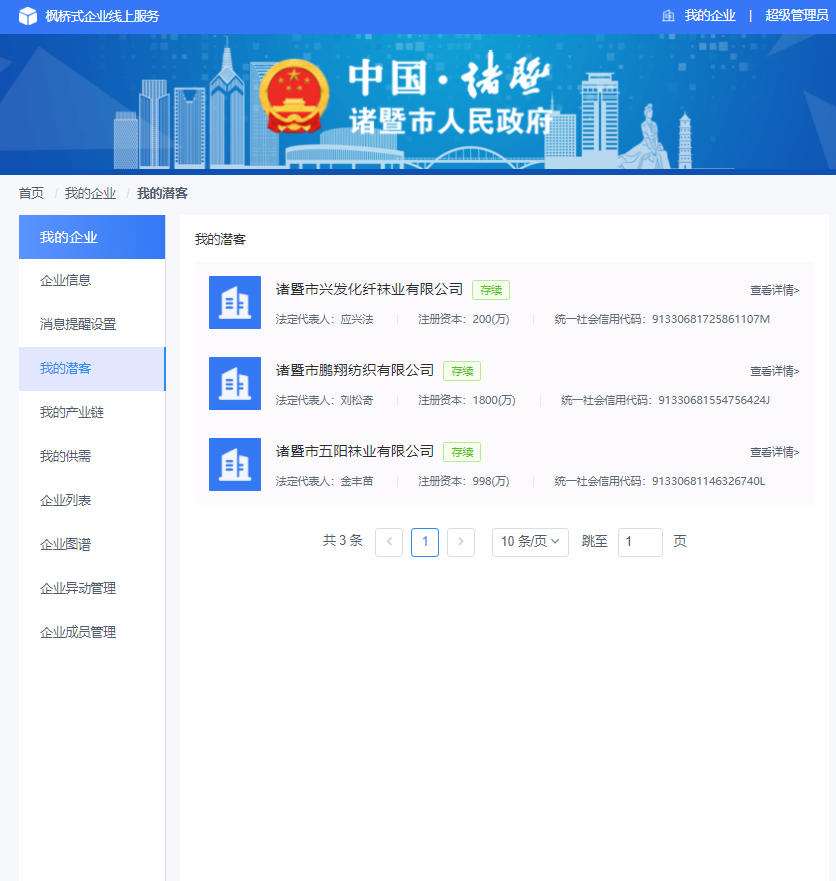 枫桥式企业线上服务 我的企业 | 超级管理员
中国·诸暨
诸暨市人民政府
首页 / 我的企业 / 我的潜客
我的企业
企业信息
消息提醒设置
我的潜客
我的产业链
我的供需
企业列表
企业图谱
企业异动管理
企业成员管理
我的潜客
诸暨市兴发化纤袜业有限公司 存续 查看详情>
法定代表人：应兴法 注册资本：200(万) 统一社会信用代码：91330681725861107M
诸暨市鹏翔纺织有限公司 存续 查看详情>
法定代表人：刘松奇 注册资本：1800(万) 统一社会信用代码：91330681554756424J
诸暨市五阳袜业有限公司 存续 查看详情>
法定代表人：金丰苗 注册资本：998(万) 统一社会信用代码：91330681146326740L
共 3 条 < 1 > 10 条/页 跳至 1 页